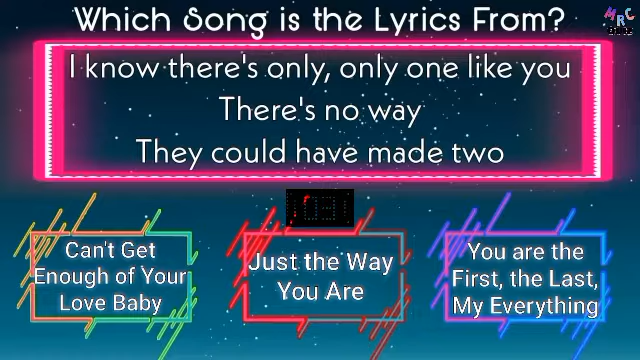 Which Song is the Lyrics From?
MRC
I know there's only, only one like you
There's no way
They could have made two
Can't Get
Enough of Your
Love Baby
Just the Way
You Are
You are the
First, the Last,
My Everything